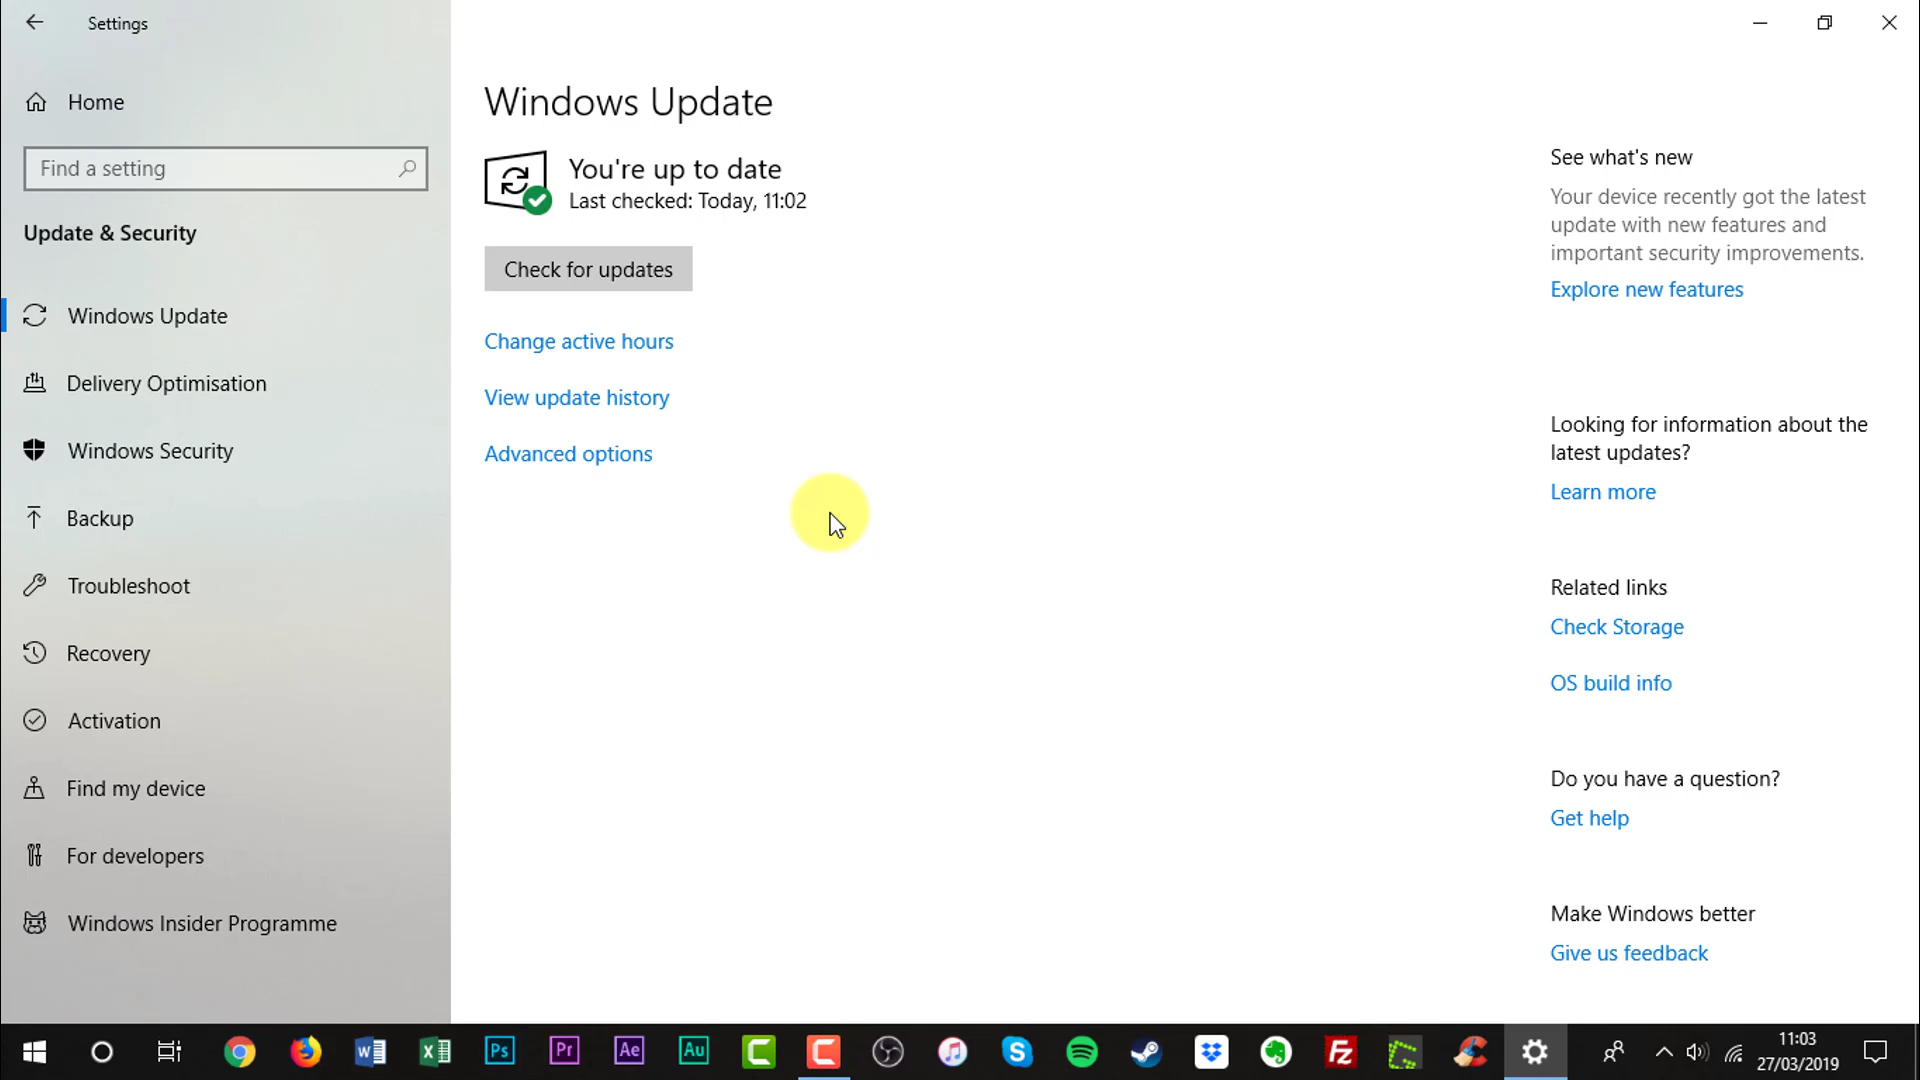 Settings
Home
Find a setting
Update & Security
Windows Update
Delivery Optimisation
Windows Security
Backup
Troubleshoot
Recovery
Activation
Find my device
For developers
Windows Insider Programme
Windows Update
You're up to date
Last checked: Today, 11:02
Check for updates
Change active hours
View update history
Advanced options
See what's new
Your device recently got the latest
update with new features and
important security improvements.
Explore new features
Looking for information about the
latest updates?
Learn more
Related links
Check Storage
OS build info
Do you have a question?
Get help
Make Windows better
Give us feedback
Ps
Pr
Ae
Au
Fz
11:03
27/03/2019